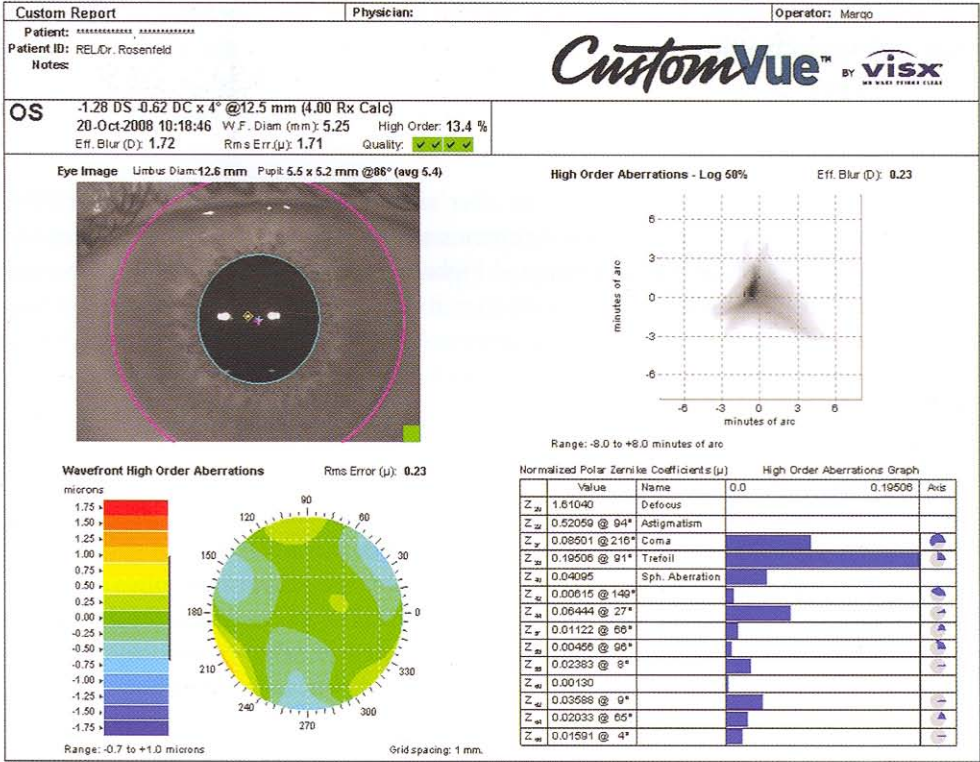 Custom Report Physician: Operator: Margo
Patient: ************, *************
Patient ID: REL/Dr. Rosenfeld
Notes:
CustomVue™ BY VISX
WE MAKE THINGS CLEAR
OS -1.28 DS -0.62 DC x 4° @12.5 mm (4.00 Rx Calc)
20-Oct-2008 10:18:46 W.F. Diam (mm): 5.25 High Order: 13.4 %
Eff. Blur (D): 1.72 Rms Err.(µ): 1.71 Quality: ✓ ✓ ✓ ✓
Eye Image Limbus Diam:12.6 mm Pupil: 5.5 x 5.2 mm @86° (avg 5.4)
High Order Aberrations - Log 50% Eff. Blur (D): 0.23
minutes of arc
6
3
0
-3
-6
-6 -3 0 3 6
minutes of arc
Range: -8.0 to +8.0 minutes of arc
Wavefront High Order Aberrations Rms Error (µ): 0.23
microns
1.75
1.50
1.25
1.00
0.75
0.50
0.25
0.00
-0.25
-0.50
-0.75
-1.00
-1.25
-1.50
-1.75
90
120 60
150 30
180 0
210 330
240 300
270
Range: -0.7 to +1.0 microns Grid spacing: 1 mm.
Normalized Polar Zernike Coefficients (µ) High Order Aberrations Graph
Value Name 0.0 0.19506 Axis
Z 1.61040 Defocus
Z 0.52059 @ 94° Astigmatism
Z 0.08501 @ 216° Coma
Z 0.19506 @ 91° Trefoil
Z 0.04095 Sph. Aberration
Z 0.00615 @ 149°
Z 0.06444 @ 27°
Z 0.01122 @ 66°
Z 0.00456 @ 96°
Z 0.02383 @ 8°
Z 0.00130
Z 0.03588 @ 9°
Z 0.02033 @ 65°
Z 0.01591 @ 4°